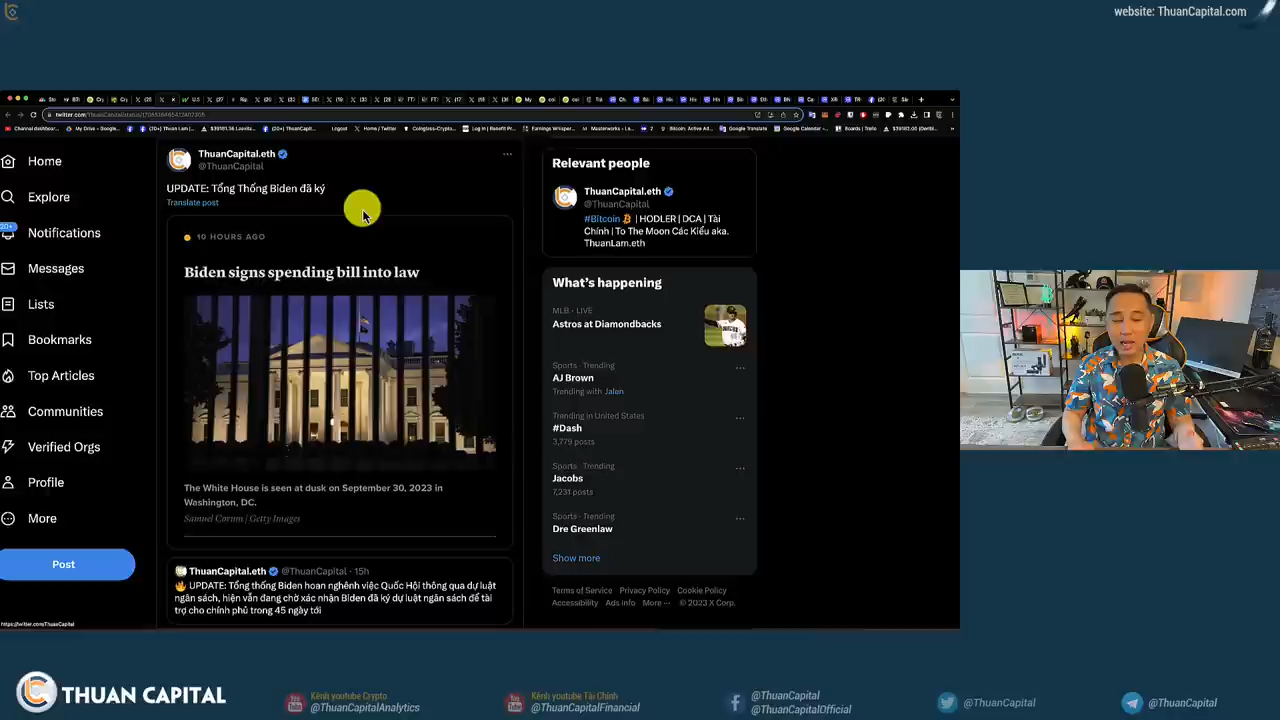 website: ThuanCapital.com
Home
Explore
20+
Notifications
Messages
Lists
Bookmarks
Top Articles
Communities
Verified Orgs
Profile
More
Post
ThuanCapital.eth
@ThuanCapital
UPDATE: Tổng Thống Biden đã ký
Translate post
10 HOURS AGO
Biden signs spending bill into law
The White House is seen at dusk on September 30, 2023 in
Washington, DC.
Samuel Corum | Getty Images
ThuanCapital.eth @ThuanCapital · 15h
UPDATE: Tổng thống Biden hoan nghênh việc Quốc Hội thông qua dự luật
ngân sách, hiện vẫn đang chờ xác nhận Biden đã ký dự luật ngân sách để tài
trợ cho chính phủ trong 45 ngày tới
Relevant people
ThuanCapital.eth
@ThuanCapital
#Bitcoin | HODLER | DCA | Tài
Chính | To The Moon Các Kiểu aka.
ThuanLam.eth
What's happening
MLB · LIVE
Astros at Diamondbacks
Sports · Trending
AJ Brown
Trending with Jalen
Trending in United States
#Dash
3,779 posts
Sports · Trending
Jacobs
7,231 posts
Sports · Trending
Dre Greenlaw
Show more
Terms of Service Privacy Policy Cookie Policy
Accessibility Ads info More ··· © 2023 X Corp.
https://twitter.com/ThuanCapital
THUAN CAPITAL
Kênh youtube Crypto
@ThuanCapitalAnalytics
Kênh youtube Tài Chính
@ThuanCapitalFinancial
@ThuanCapital
@ThuanCapitalOfficial
@ThuanCapital
@ThuanCapital